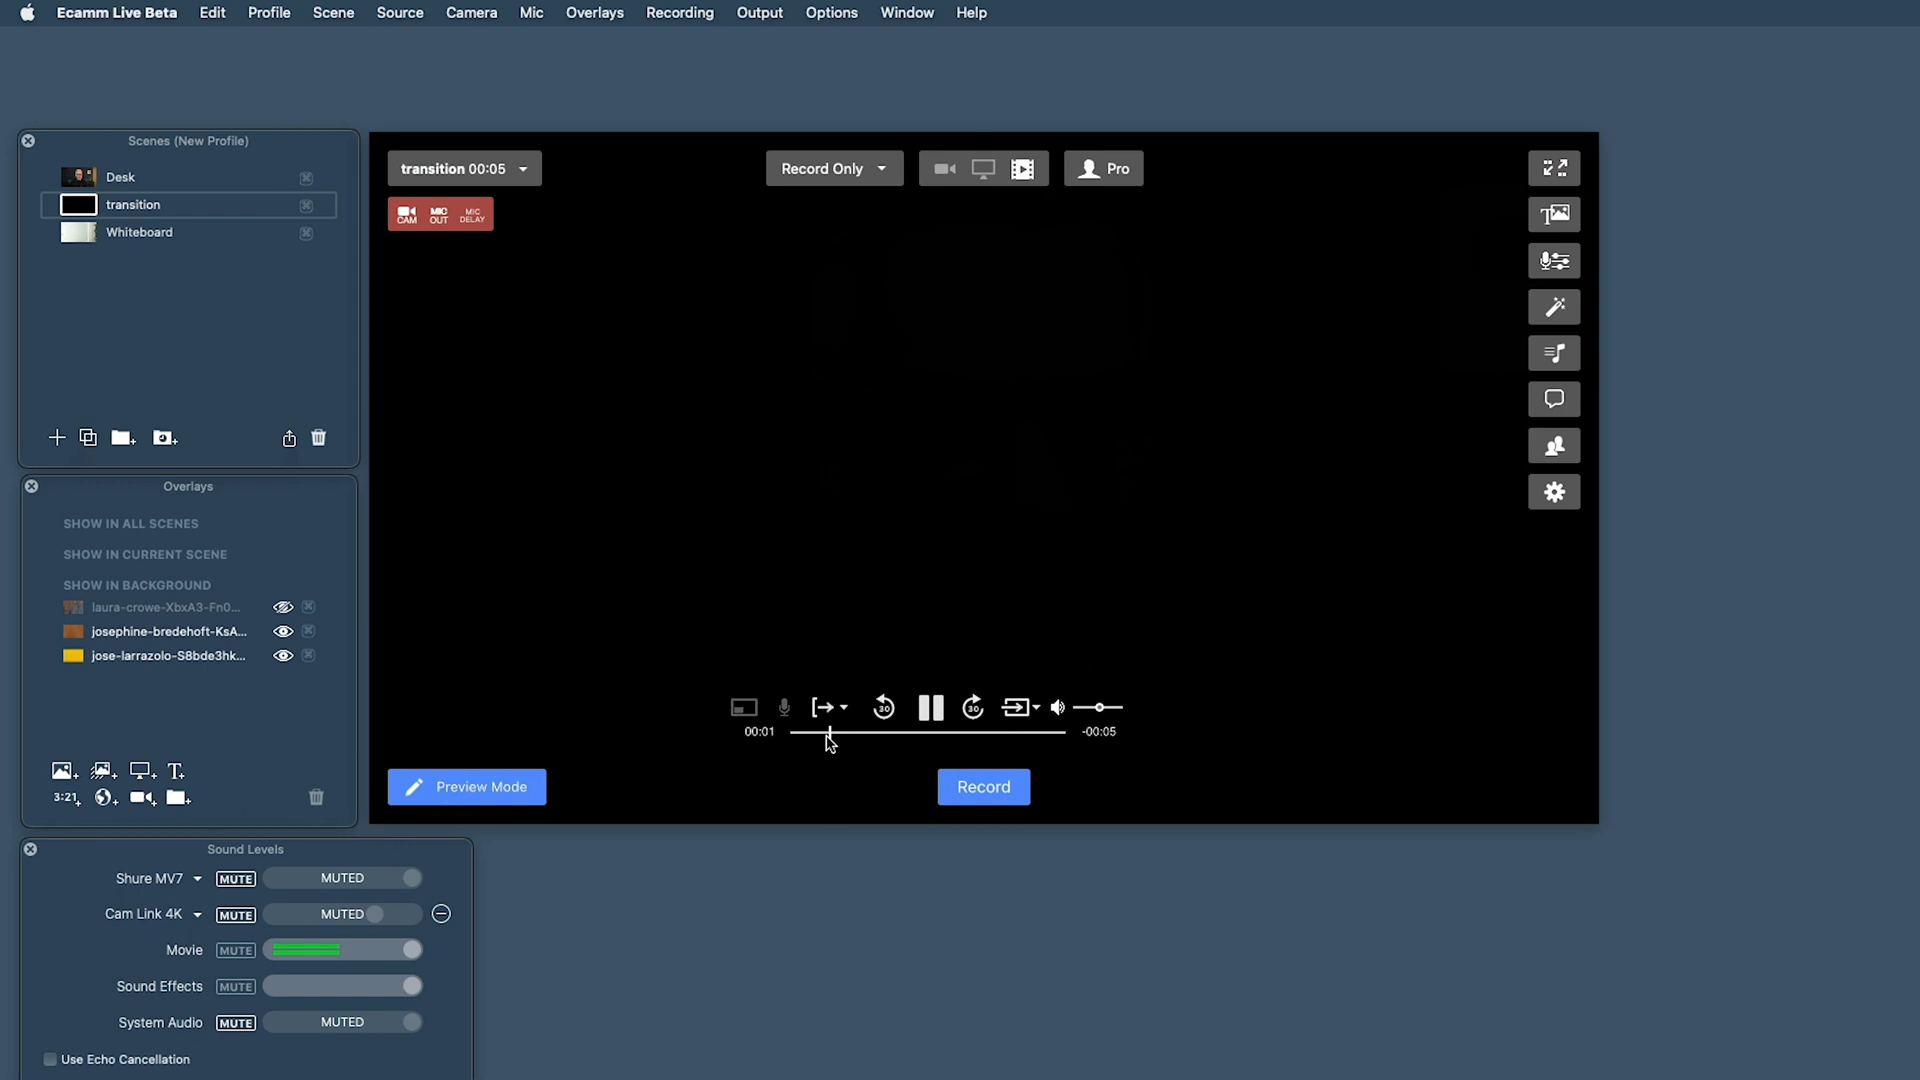 Ecamm Live Beta Edit Profile Scene Source Camera Mic Overlays Recording Output Options Window Help
Scenes (New Profile)
Desk
transition
Whiteboard
transition 00:05
Record Only
Pro
CAM MIC OUT MIC DELAY
Overlays
SHOW IN ALL SCENES
SHOW IN CURRENT SCENE
SHOW IN BACKGROUND
laura-crowe-XbxA3-Fn0...
josephine-bredehoft-KsA...
jose-larrazolo-S8bde3hk...
T+
3:21+
30
30
00:01
-00:05
Preview Mode
Record
Sound Levels
Shure MV7 MUTE MUTED
Cam Link 4K MUTE MUTED
Movie MUTE
Sound Effects MUTE
System Audio MUTE MUTED
Use Echo Cancellation